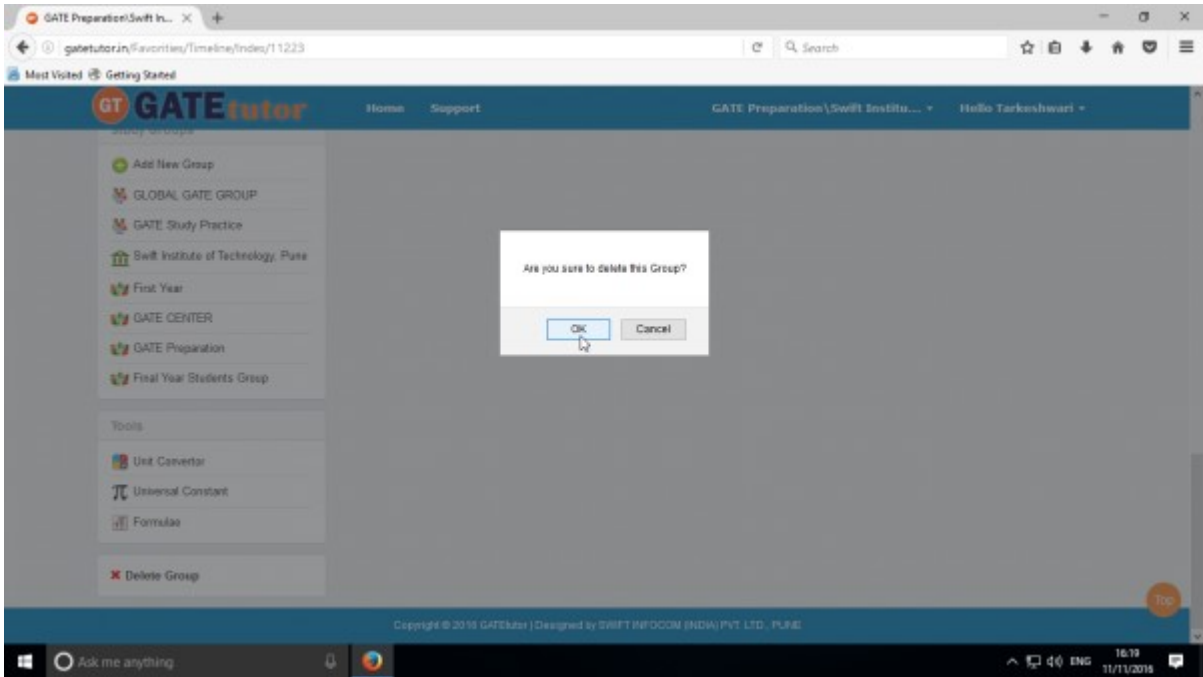 GATE Preparation\Swift In...
gatetutor.in/Favorities/Timeline/Index/11223
Search
Most Visited
Getting Started
GT GATEtutor
Home
Support
GATE Preparation\Swift Institu...
Hello Tarkeshwari
Study Groups
Add New Group
GLOBAL GATE GROUP
GATE Study Practice
Swift Institute of Technology, Pune
First Year
GATE CENTER
GATE Preparation
Final Year Students Group
Tools
Unit Convertor
Universal Constant
Formulae
Delete Group
Are you sure to delete this Group?
OK
Cancel
Top
Copyright © 2016 GATEtutor | Designed by SWIFT INFOCOM (INDIA) PVT. LTD., PUNE.
Ask me anything
ENG
16:19
11/11/2016